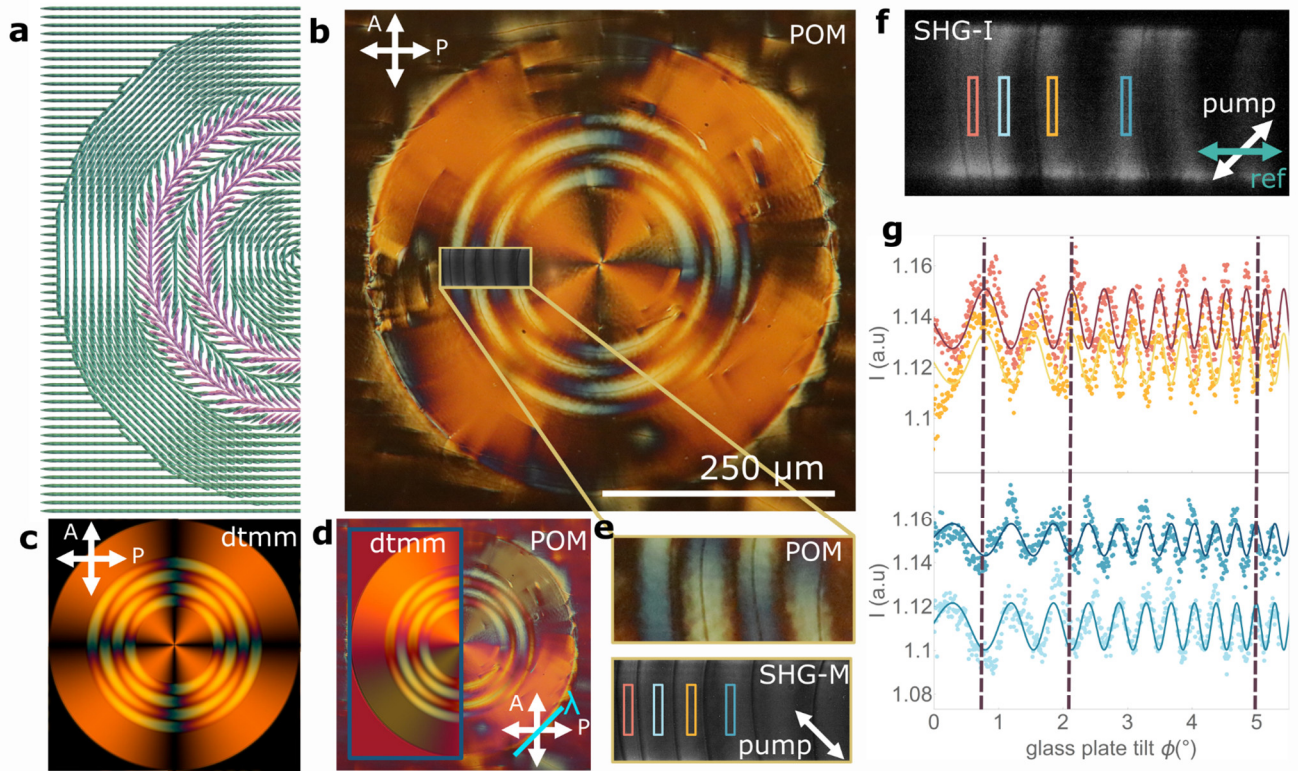 a
b
A
P
POM
c
A
P
dtmm
d
dtmm
POM
A
P
λ
250 μm
e
POM
SHG-M
pump
f
SHG-I
pump
ref
g
1.16
1.14
1.12
1.1
I (a.u)
1.16
1.14
1.12
1.1
1.08
I (a.u)
0 1 2 3 4 5
glass plate tilt ϕ(°)